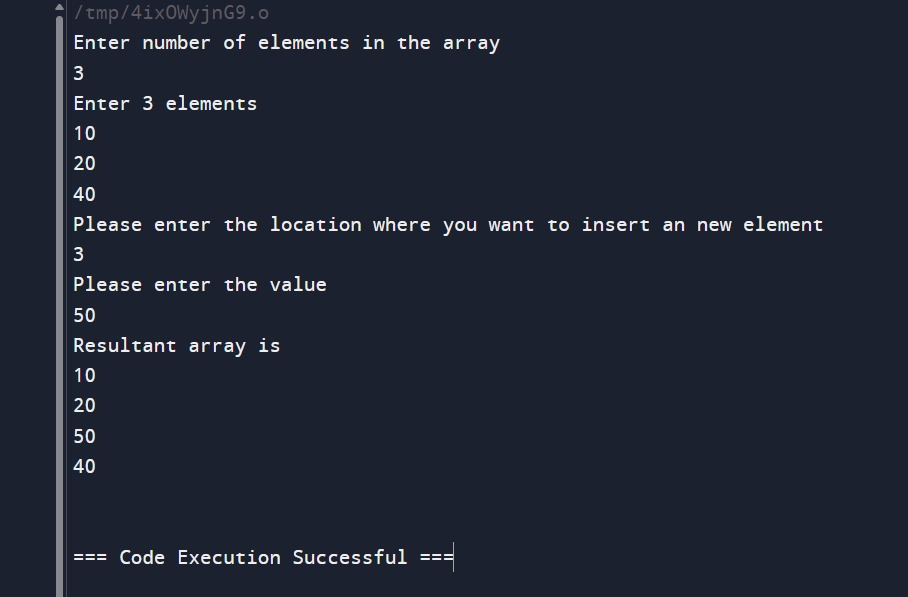 /tmp/4ixOWyjnG9.o
Enter number of elements in the array
3
Enter 3 elements
10
20
40
Please enter the location where you want to insert an new element
3
Please enter the value
50
Resultant array is
10
20
50
40
=== Code Execution Successful ===